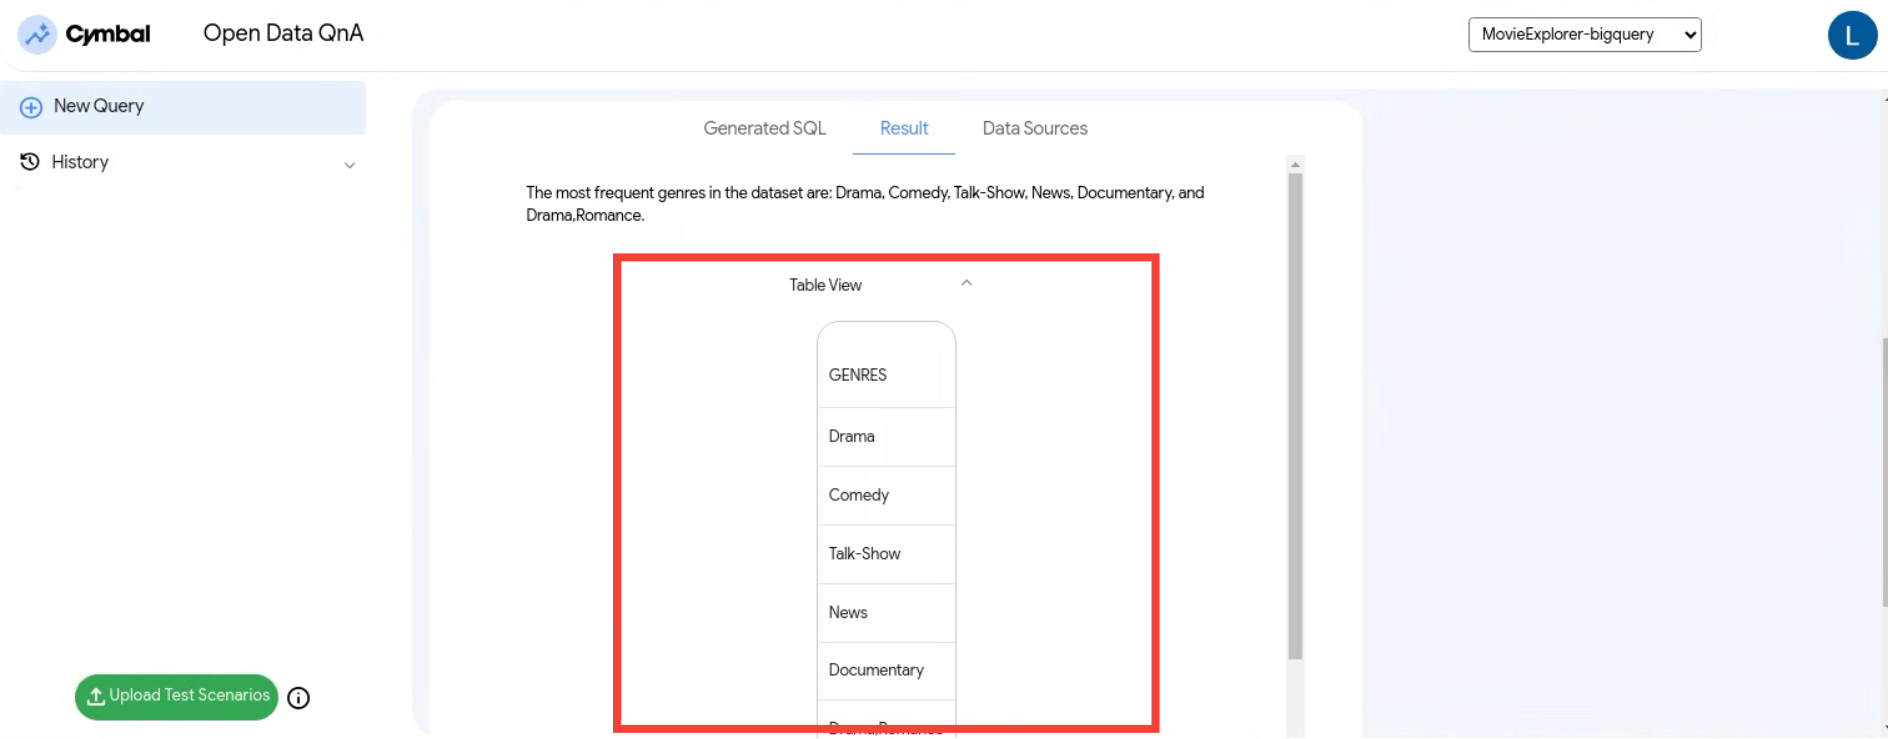 Cymbal
Open Data QnA
MovieExplorer-bigquery
L
New Query
History
Generated SQL
Result
Data Sources
The most frequent genres in the dataset are: Drama, Comedy, Talk-Show, News, Documentary, and
Drama,Romance.
Table View
GENRES
Drama
Comedy
Talk-Show
News
Documentary
Drama,Romance
Upload Test Scenarios